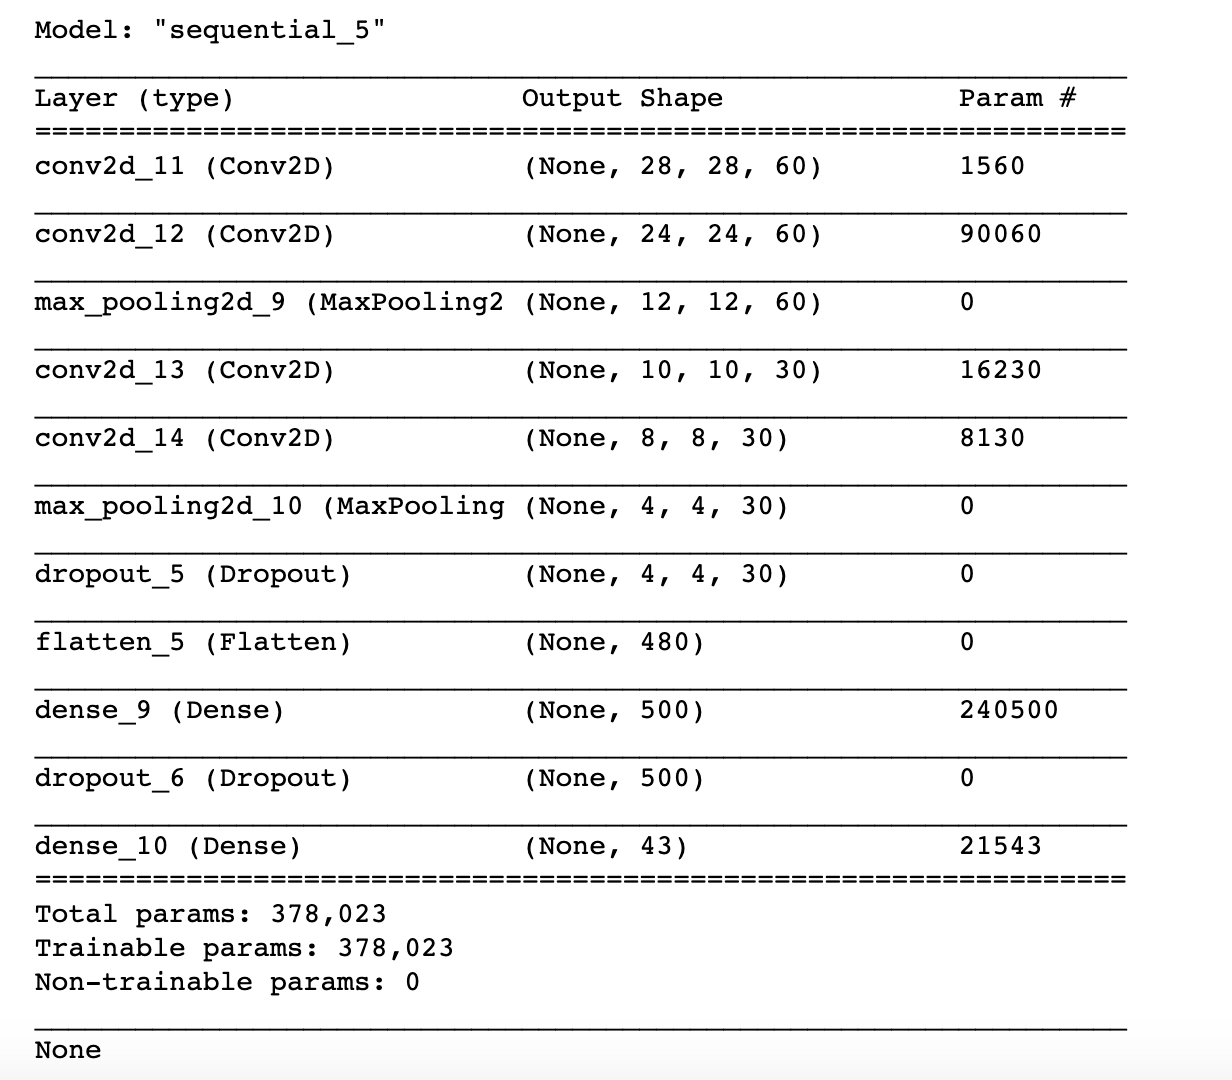 Model: "sequential_5"
Layer (type) Output Shape Param #
=================================================================
conv2d_11 (Conv2D) (None, 28, 28, 60) 1560
conv2d_12 (Conv2D) (None, 24, 24, 60) 90060
max_pooling2d_9 (MaxPooling2 (None, 12, 12, 60) 0
conv2d_13 (Conv2D) (None, 10, 10, 30) 16230
conv2d_14 (Conv2D) (None, 8, 8, 30) 8130
max_pooling2d_10 (MaxPooling (None, 4, 4, 30) 0
dropout_5 (Dropout) (None, 4, 4, 30) 0
flatten_5 (Flatten) (None, 480) 0
dense_9 (Dense) (None, 500) 240500
dropout_6 (Dropout) (None, 500) 0
dense_10 (Dense) (None, 43) 21543
=================================================================
Total params: 378,023
Trainable params: 378,023
Non-trainable params: 0
None